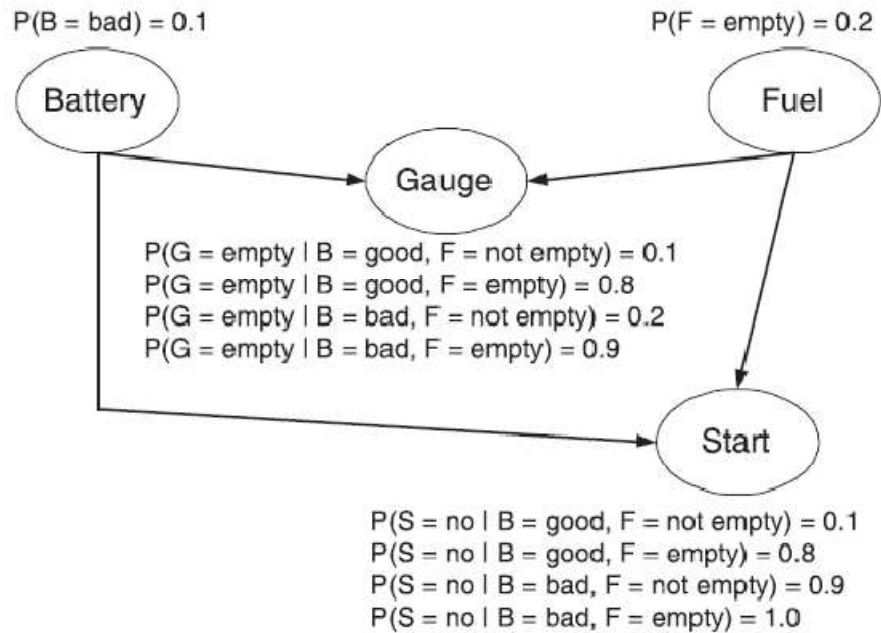 P(B = bad) = 0.1
P(F = empty) = 0.2
Battery
Fuel
Gauge
P(G = empty | B = good, F = not empty) = 0.1
P(G = empty | B = good, F = empty) = 0.8
P(G = empty | B = bad, F = not empty) = 0.2
P(G = empty | B = bad, F = empty) = 0.9
Start
P(S = no | B = good, F = not empty) = 0.1
P(S = no | B = good, F = empty) = 0.8
P(S = no | B = bad, F = not empty) = 0.9
P(S = no | B = bad, F = empty) = 1.0